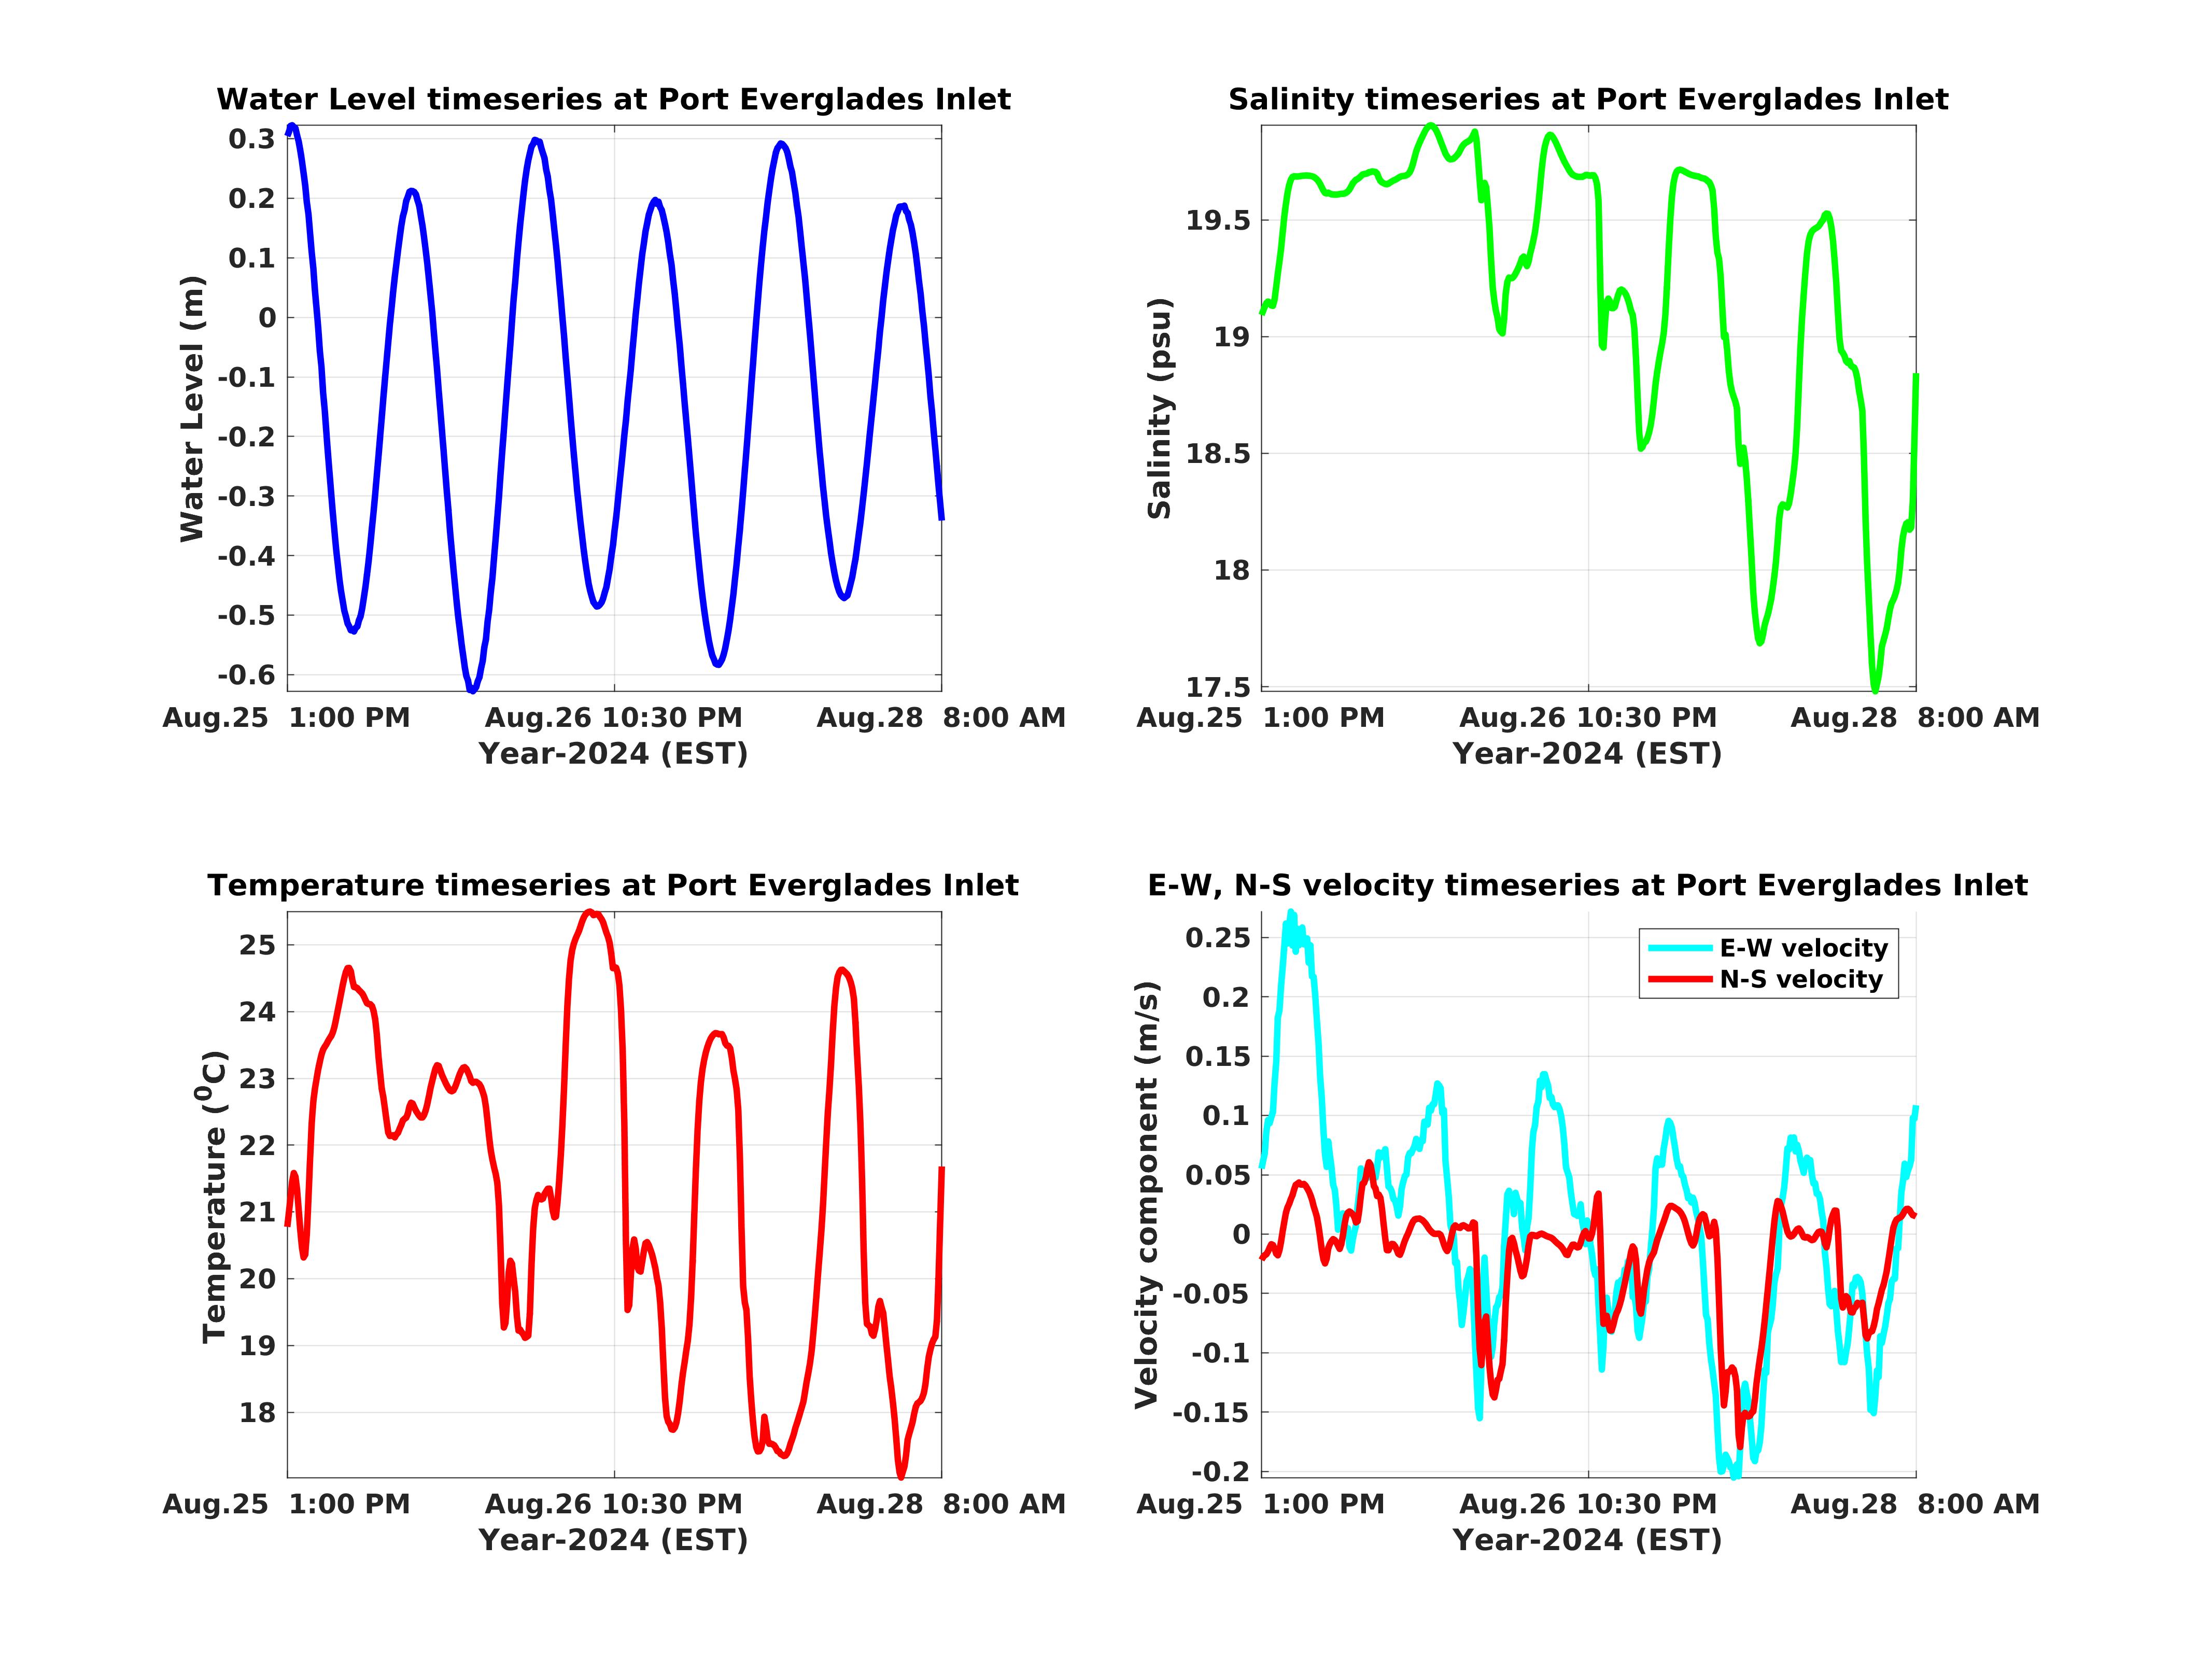 Water Level timeseries at Port Everglades Inlet
0.3
0.2
0.1
0
-0.1
-0.2
-0.3
-0.4
-0.5
-0.6
Water Level (m)
Aug.25 1:00 PM
Aug.26 10:30 PM
Aug.28 8:00 AM
Year-2024 (EST)
Salinity timeseries at Port Everglades Inlet
19.5
19
18.5
18
17.5
Salinity (psu)
Aug.25 1:00 PM
Aug.26 10:30 PM
Aug.28 8:00 AM
Year-2024 (EST)
Temperature timeseries at Port Everglades Inlet
25
24
23
22
21
20
19
18
Temperature (⁰C)
Aug.25 1:00 PM
Aug.26 10:30 PM
Aug.28 8:00 AM
Year-2024 (EST)
E-W, N-S velocity timeseries at Port Everglades Inlet
0.25
0.2
0.15
0.1
0.05
0
-0.05
-0.1
-0.15
-0.2
Velocity component (m/s)
E-W velocity
N-S velocity
Aug.25 1:00 PM
Aug.26 10:30 PM
Aug.28 8:00 AM
Year-2024 (EST)